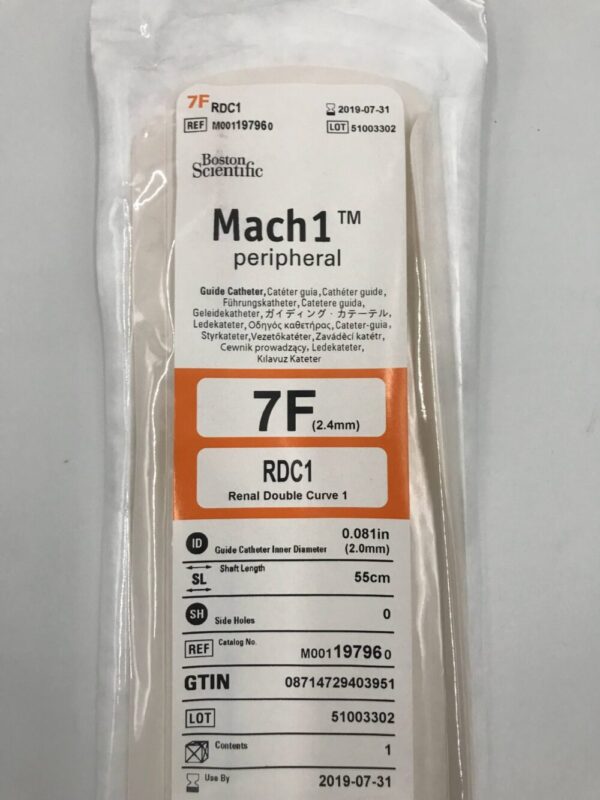 7F RDC1
2019-07-31
REF M001197960
LOT 51003302
Boston
Scientific
Mach1™
peripheral
Guide Catheter, Catéter guia, Cathéter guide,
Führungskatheter, Catetere guida,
Geleidekatheter, ガイディング・カテーテル,
Ledekateter, Οδηγός καθετήρας, Cateter-guia,
Styrkateter, Vezetőkatéter, Zaváděcí katétr,
Cewnik prowadzący, Ledekateter,
Kılavuz Kateter
7F (2.4mm)
RDC1
Renal Double Curve 1
ID Guide Catheter Inner Diameter 0.081in
(2.0mm)
SL Shaft Length 55cm
SH Side Holes 0
REF Catalog No. M001197960
GTIN 08714729403951
LOT 51003302
Contents 1
Use By 2019-07-31